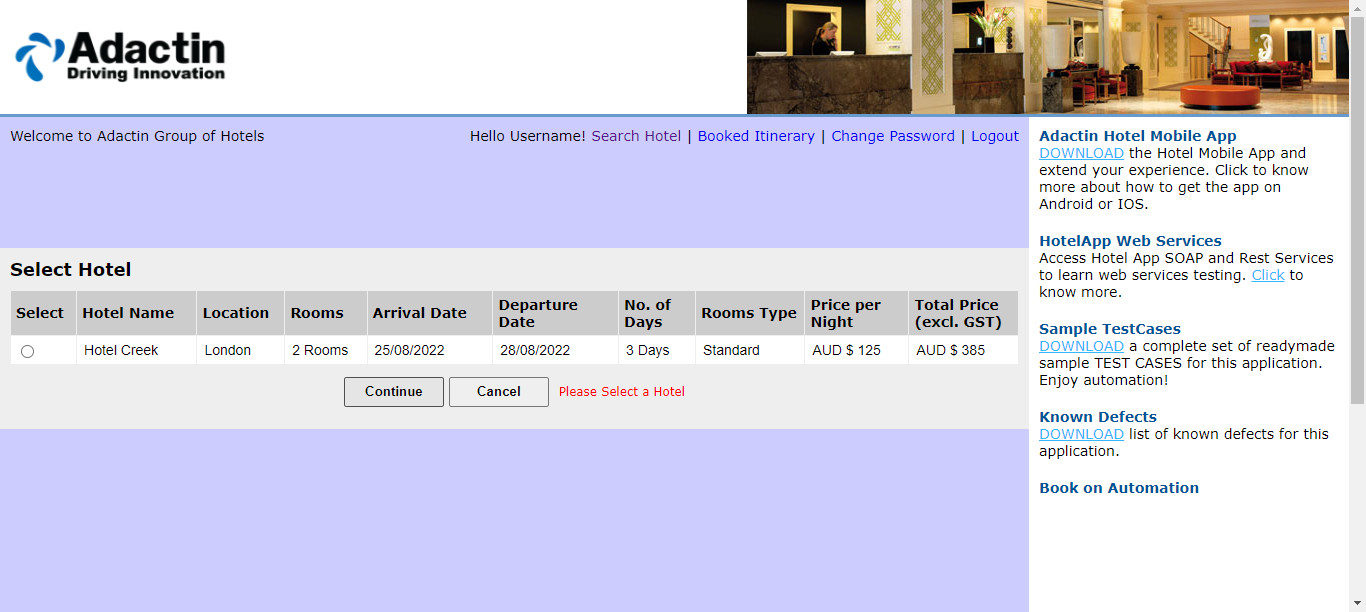 Adactin
Driving Innovation
Welcome to Adactin Group of Hotels
Hello Username! Search Hotel | Booked Itinerary | Change Password | Logout
Select Hotel
Select Hotel Name Location Rooms Arrival Date Departure Date No. of Days Rooms Type Price per Night Total Price (excl. GST)
Hotel Creek London 2 Rooms 25/08/2022 28/08/2022 3 Days Standard AUD $ 125 AUD $ 385
Continue Cancel Please Select a Hotel
Adactin Hotel Mobile App
DOWNLOAD the Hotel Mobile App and
extend your experience. Click to know
more about how to get the app on
Android or IOS.
HotelApp Web Services
Access Hotel App SOAP and Rest Services
to learn web services testing. Click to
know more.
Sample TestCases
DOWNLOAD a complete set of readymade
sample TEST CASES for this application.
Enjoy automation!
Known Defects
DOWNLOAD list of known defects for this
application.
Book on Automation